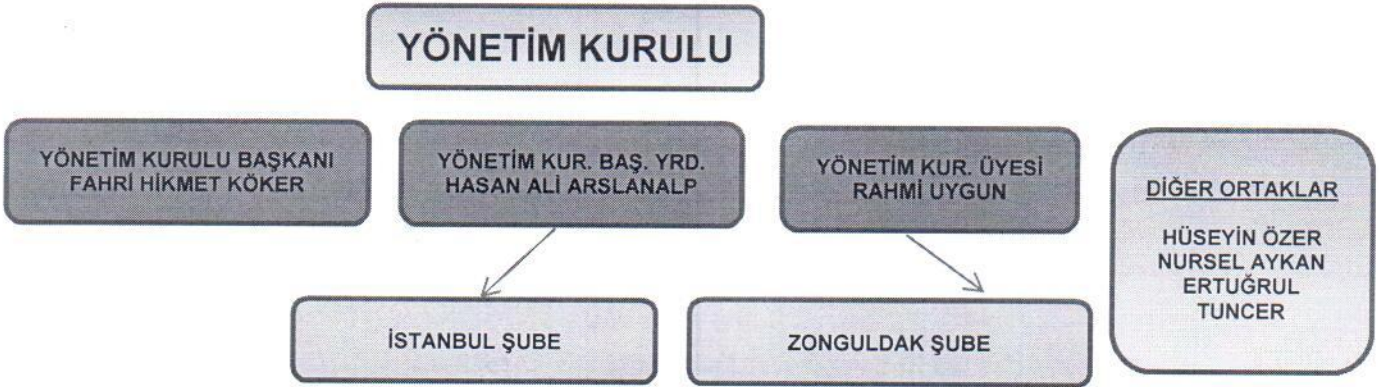 YÖNETİM KURULU
YÖNETİM KURULU BAŞKANI
FAHRİ HİKMET KÖKER
YÖNETİM KUR. BAŞ. YRD.
HASAN ALİ ARSLANALP
YÖNETİM KUR. ÜYESİ
RAHMİ UYGUN
DİĞER ORTAKLAR
HÜSEYİN ÖZER
NURSEL AYKAN
ERTUĞRUL
TUNCER
İSTANBUL ŞUBE
ZONGULDAK ŞUBE